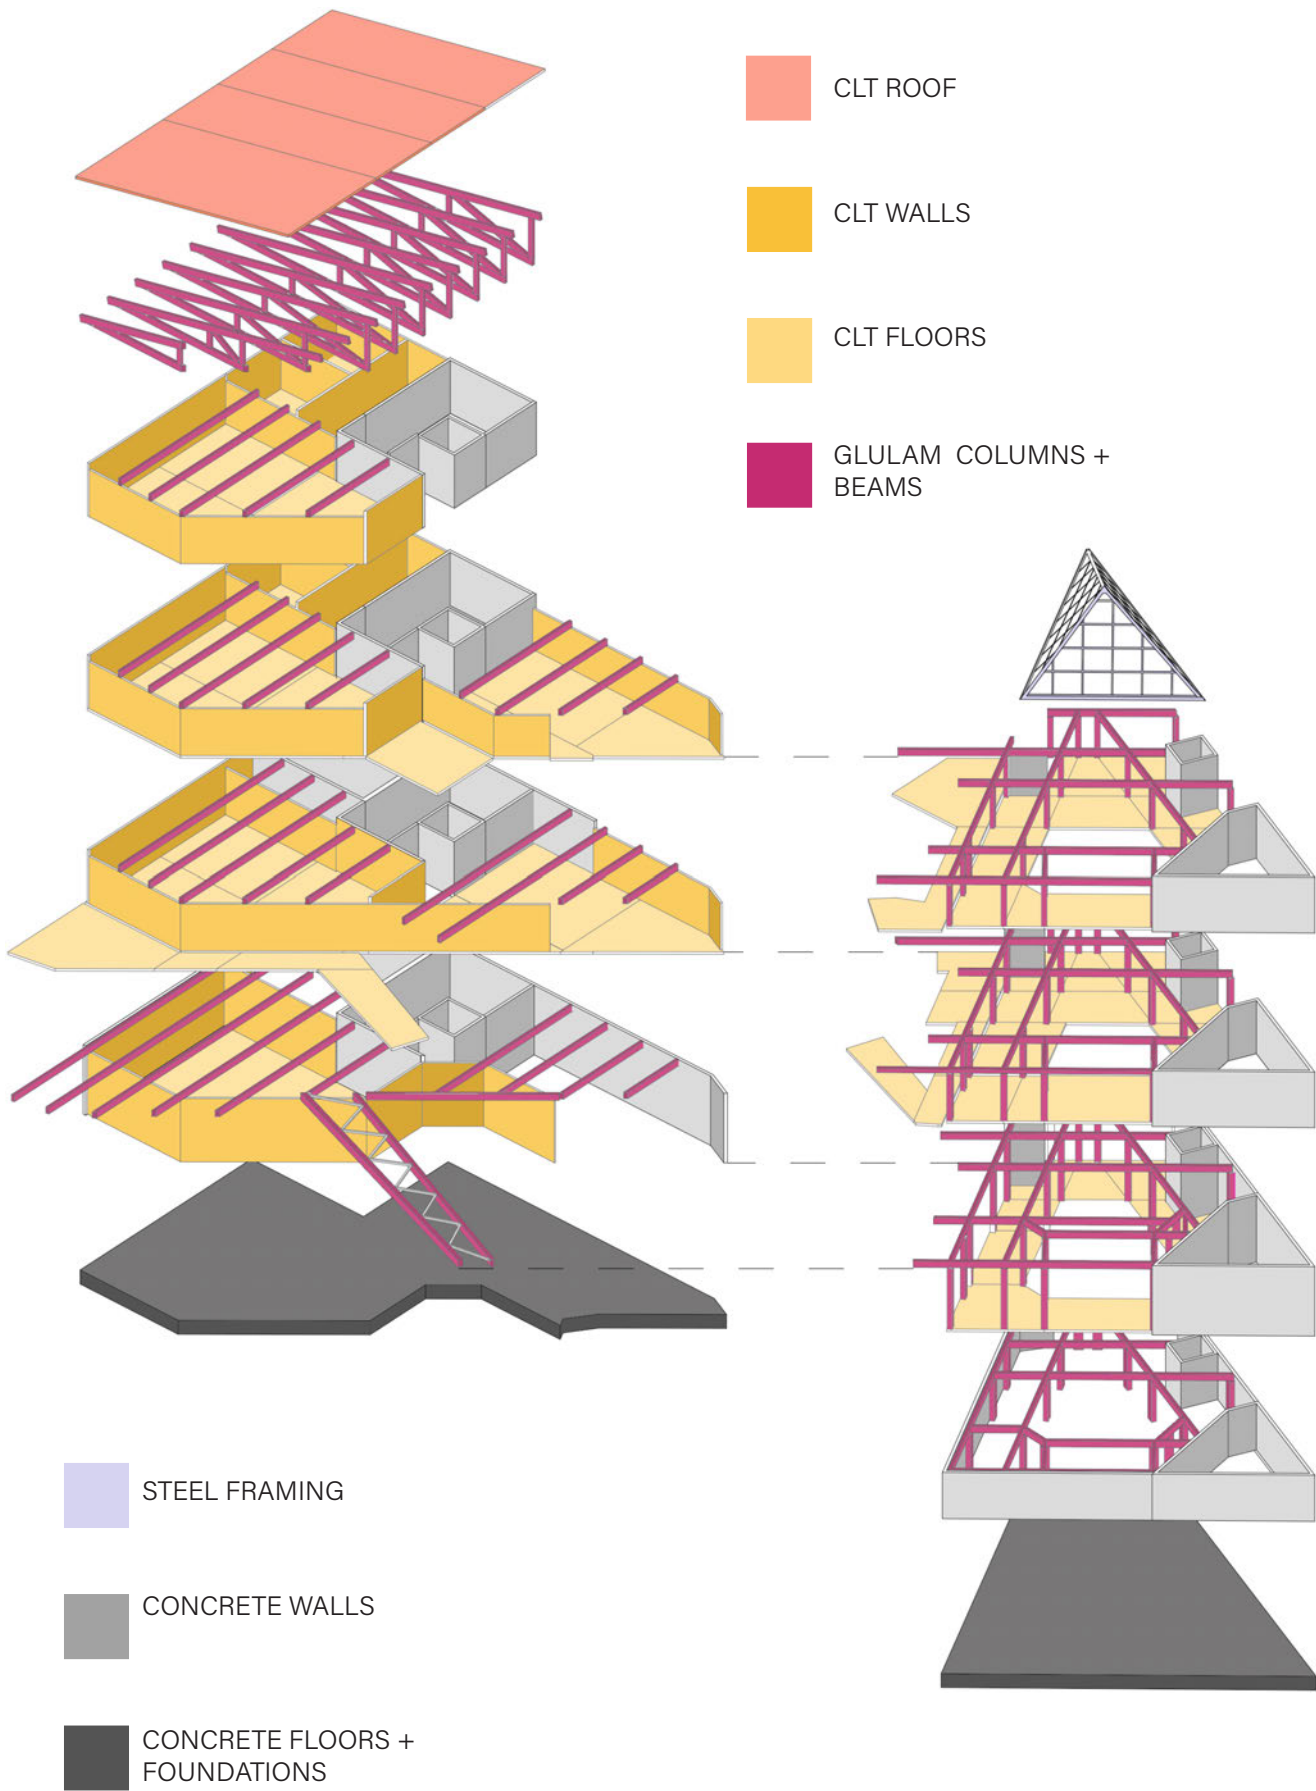 CLT ROOF
CLT WALLS
CLT FLOORS
GLULAM COLUMNS +
BEAMS
STEEL FRAMING
CONCRETE WALLS
CONCRETE FLOORS +
FOUNDATIONS